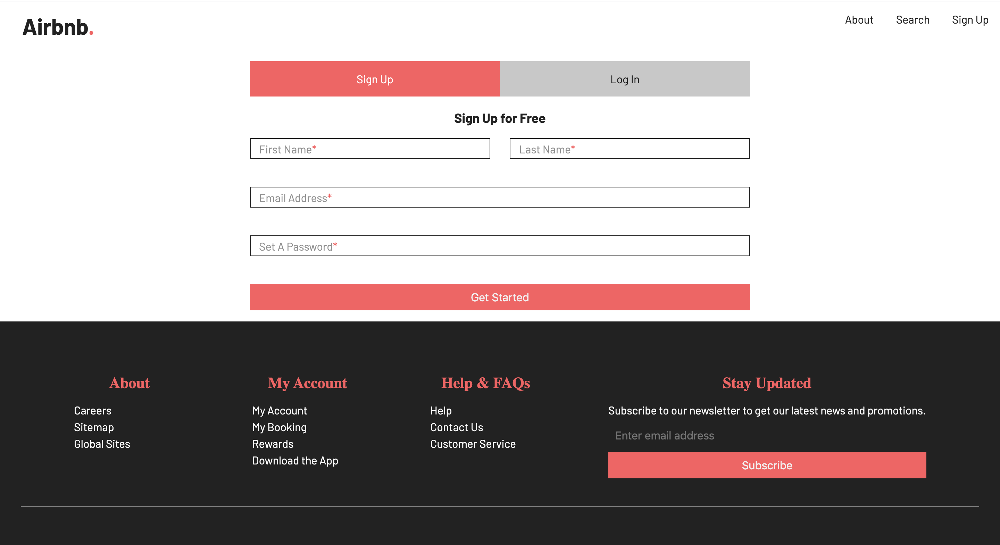 Airbnb.
About
Search
Sign Up
Sign Up
Log In
Sign Up for Free
First Name*
Last Name*
Email Address*
Set A Password*
Get Started
About
Careers
Sitemap
Global Sites
My Account
My Account
My Booking
Rewards
Download the App
Help & FAQs
Help
Contact Us
Customer Service
Stay Updated
Subscribe to our newsletter to get our latest news and promotions.
Enter email address
Subscribe